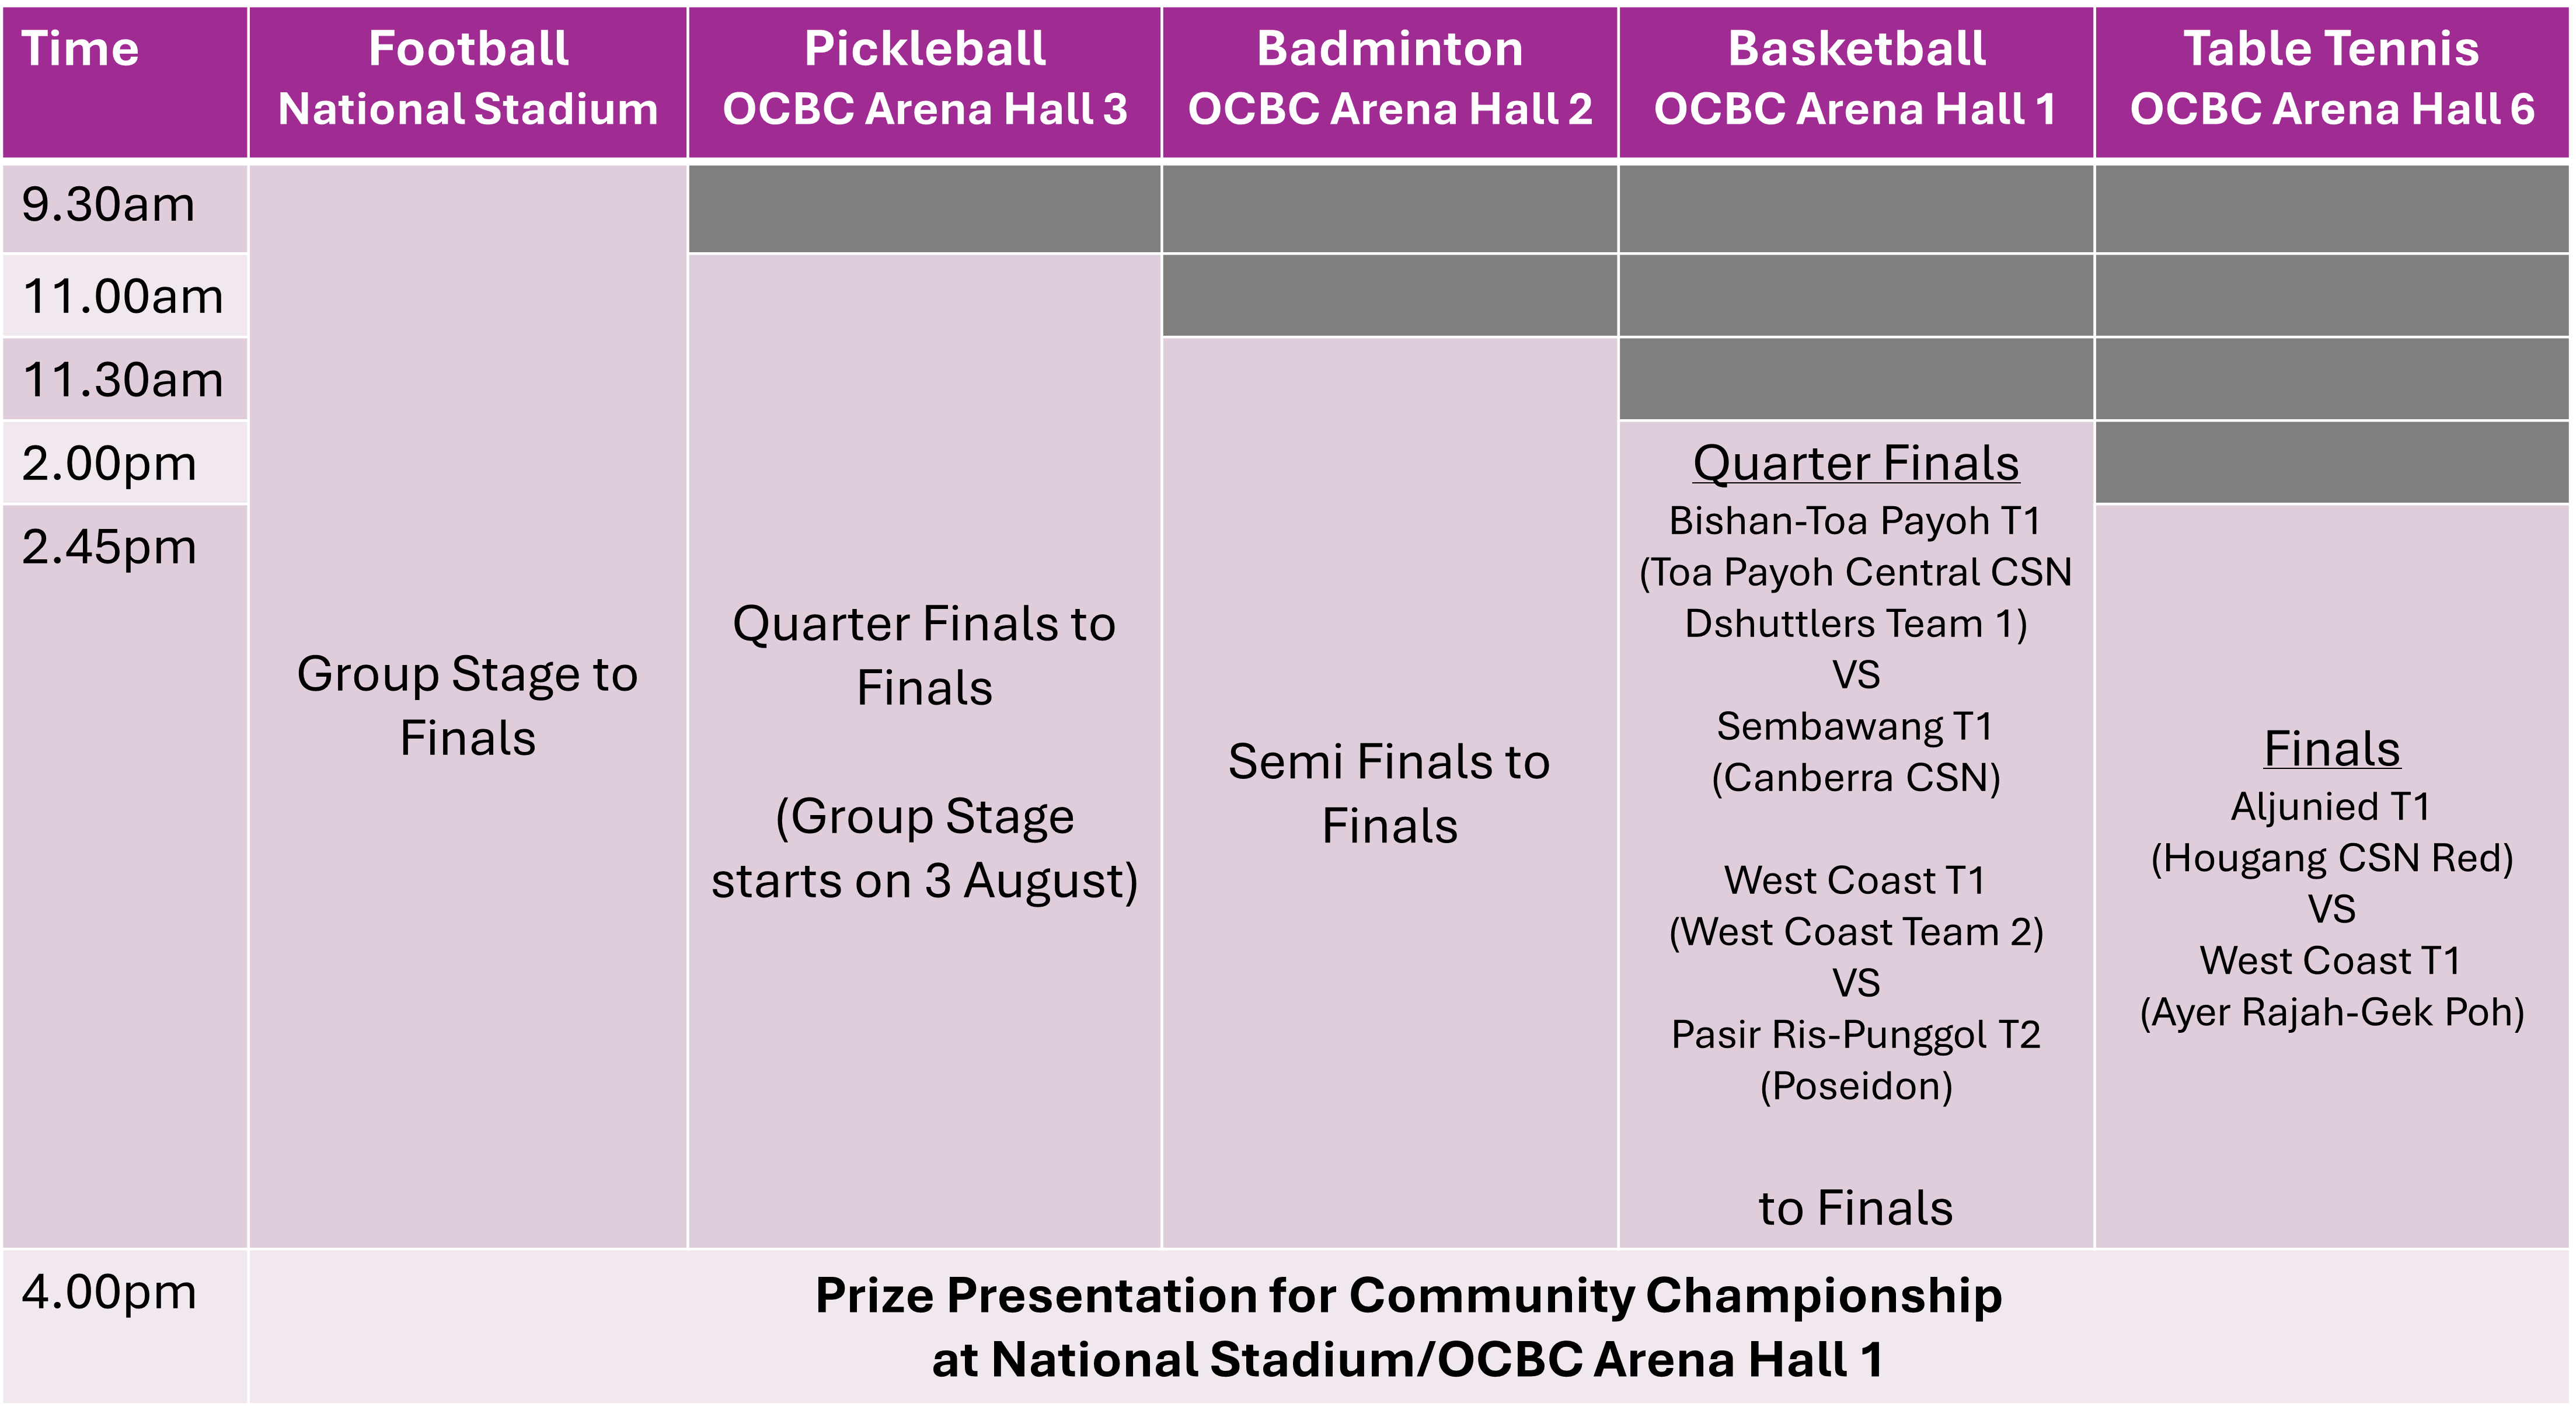 Time
Football
National Stadium
Pickleball
OCBC Arena Hall 3
Badminton
OCBC Arena Hall 2
Basketball
OCBC Arena Hall 1
Table Tennis
OCBC Arena Hall 6
9.30am
11.00am
11.30am
2.00pm
2.45pm
Group Stage to
Finals
Quarter Finals to
Finals
(Group Stage
starts on 3 August)
Semi Finals to
Finals
Quarter Finals
Bishan-Toa Payoh T1
(Toa Payoh Central CSN
Dshuttlers Team 1)
VS
Sembawang T1
(Canberra CSN)
West Coast T1
(West Coast Team 2)
VS
Pasir Ris-Punggol T2
(Poseidon)
to Finals
Finals
Aljunied T1
(Hougang CSN Red)
VS
West Coast T1
(Ayer Rajah-Gek Poh)
4.00pm
Prize Presentation for Community Championship
at National Stadium/OCBC Arena Hall 1